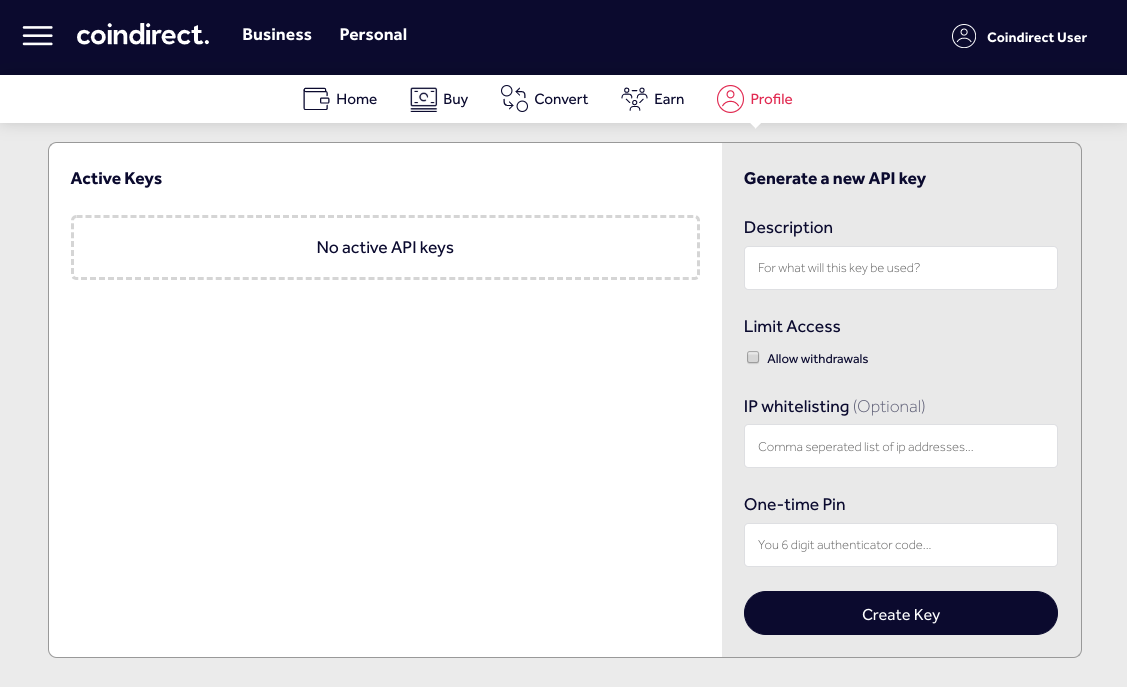 coindirect.
Business
Personal
Coindirect User
Home
Buy
Convert
Earn
Profile
Active Keys
No active API keys
Generate a new API key
Description
For what will this key be used?
Limit Access
Allow withdrawals
IP whitelisting (Optional)
Comma seperated list of ip addresses...
One-time Pin
You 6 digit authenticator code...
Create Key